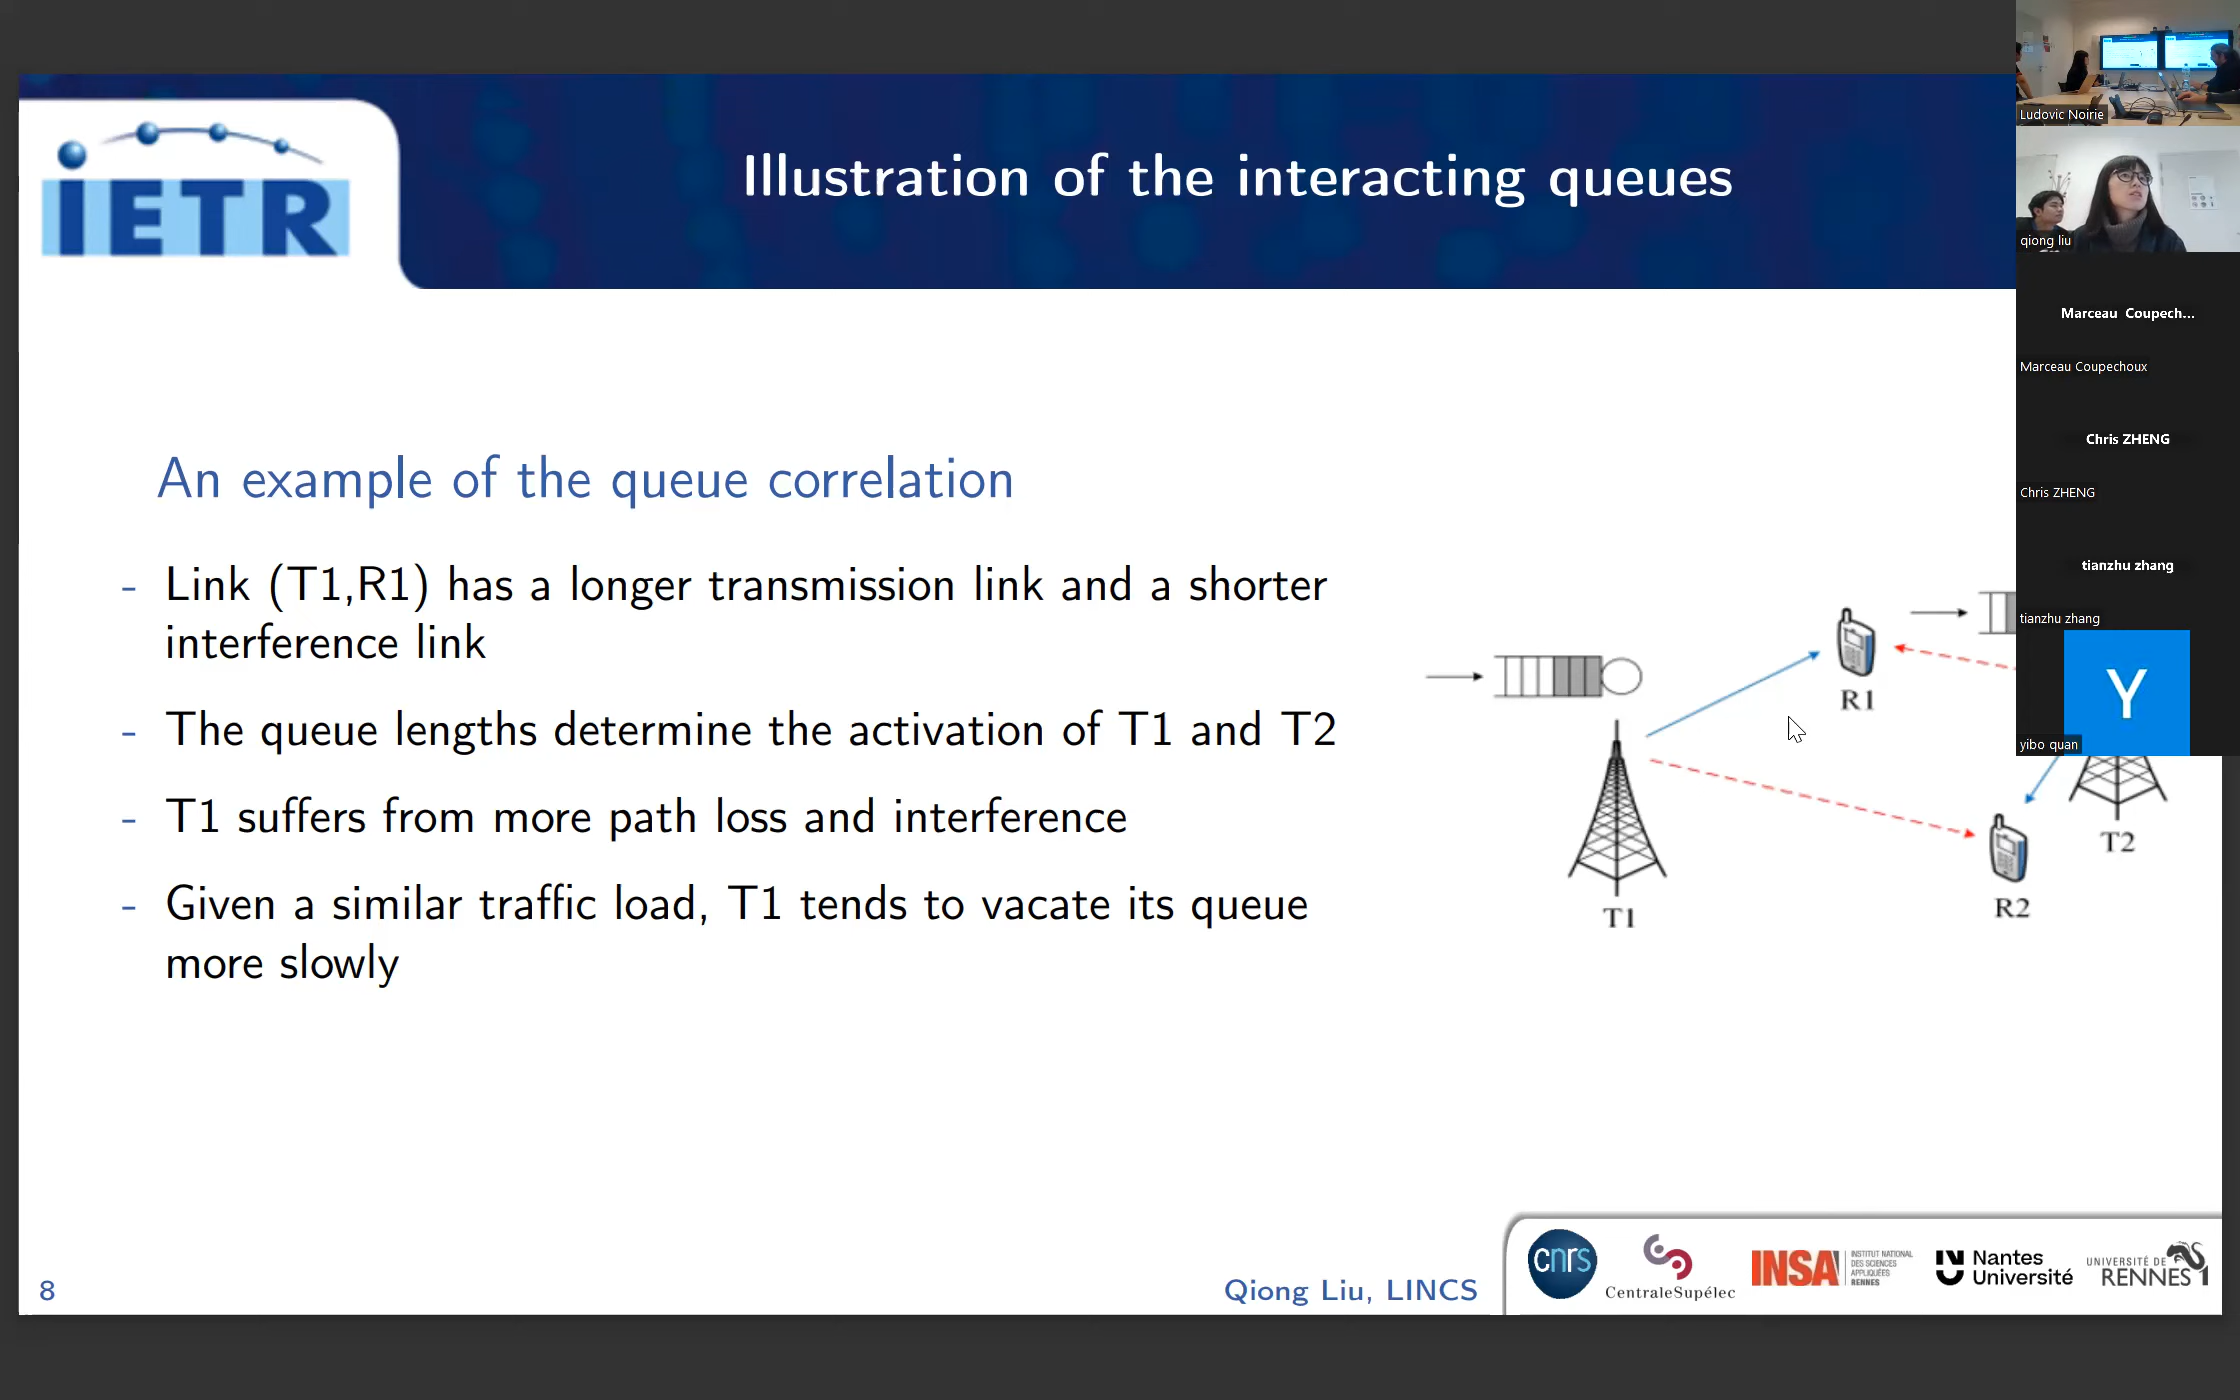 iETR
Illustration of the interacting queues
An example of the queue correlation
- Link (T1,R1) has a longer transmission link and a shorter
interference link
- The queue lengths determine the activation of T1 and T2
- T1 suffers from more path loss and interference
- Given a similar traffic load, T1 tends to vacate its queue
more slowly
R1
T1
R2
T2
8
Qiong Liu, LINCS
cnrs
CentraleSupélec
INSA
INSTITUT NATIONAL
DES SCIENCES
APPLIQUÉES
RENNES
Nantes
Université
UNIVERSITÉ DE
RENNES 1
Ludovic Noirie
qiong liu
Marceau Coupech...
Marceau Coupechoux
Chris ZHENG
Chris ZHENG
tianzhu zhang
tianzhu zhang
Y
yibo quan